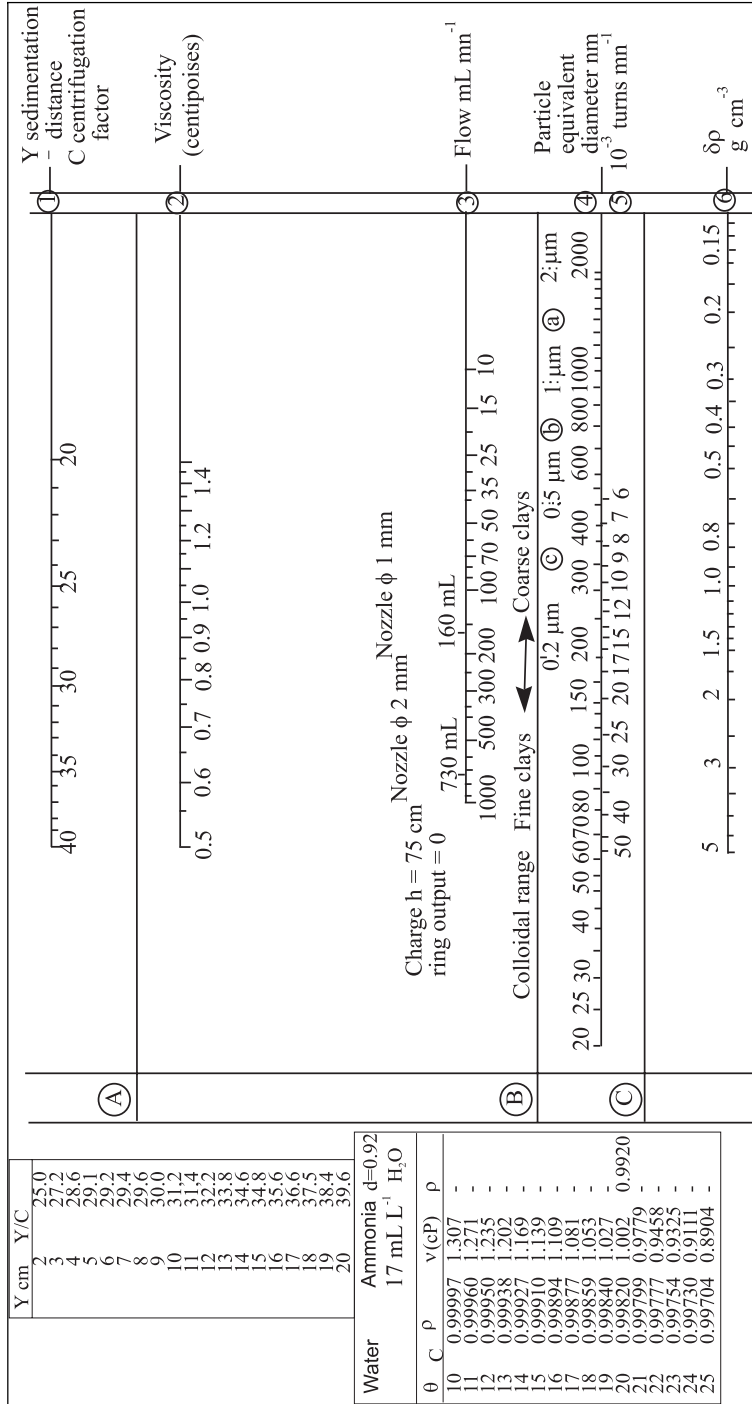 Y cm Y/C
2 25.0
3 27.2
4 28.6
5 29.1
6 29.2
7 29.4
8 29.6
9 30.0
10 31.2
11 31.4
12 32.2
13 33.8
14 34.6
15 34.8
16 35.6
17 36.6
18 37.5
19 38.4
20 39.6
Water Ammonia d=0.92
17 mL L⁻¹ H₂O
θ C ρ ν(cP) ρ
10 0.99997 1.307 -
11 0.99960 1.271 -
12 0.99950 1.235 -
13 0.99938 1.202 -
14 0.99927 1.169 -
15 0.99910 1.139 -
16 0.99894 1.109 -
17 0.99877 1.081 -
18 0.99859 1.053 -
19 0.99840 1.027 -
20 0.99820 1.002 0.9920
21 0.99799 0.9779 -
22 0.99777 0.9458 -
23 0.99754 0.9325 -
24 0.99730 0.9111 -
25 0.99704 0.8904 -
Y sedimentation
– distance
C centrifugation
factor
1
40 35 30 25 20
A
2
Viscosity
(centipoises)
0.5 0.6 0.7 0.8 0.9 1.0 1.2 1.4
Nozzle ϕ 2 mm Nozzle ϕ 1 mm
Charge h = 75 cm
ring output = 0
730 mL 160 mL
3 Flow mL mn⁻¹
1000 500 300 200 100 70 50 35 25 15 10
Colloidal range Fine clays Coarse clays
B
0.2 μm c 0.5 μm b 1 μm a 2 μm
20 25 30 40 50 60 70 80 100 150 200 300 400 600 800 1000 2000
4 Particle
equivalent
diameter nm
50 40 30 25 20 17 15 12 10 9 8 7 6
5 10⁻³ turns mn⁻¹
C
5 3 2 1.5 1.0 0.8 0.5 0.4 0.3 0.2 0.15
6 δρ
g cm⁻³